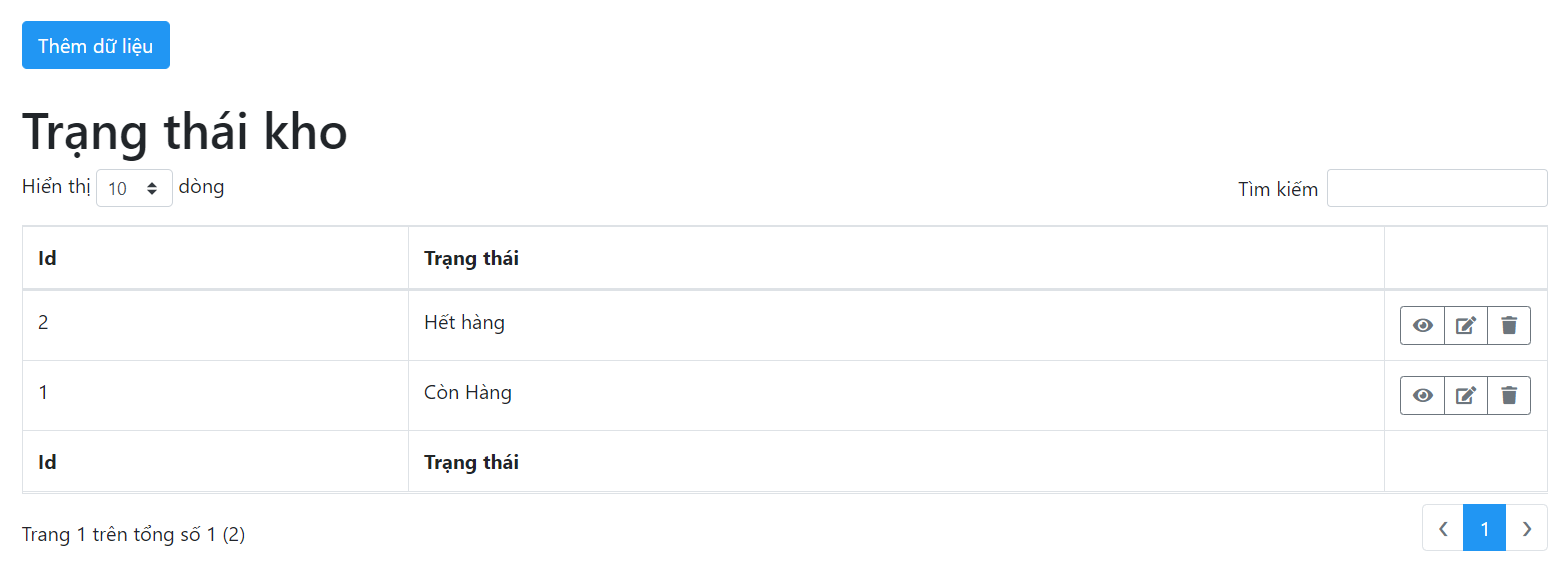 Thêm dữ liệu
Trạng thái kho
Hiển thị 10 dòng
Tìm kiếm
Id Trạng thái
2 Hết hàng
1 Còn Hàng
Id Trạng thái
Trang 1 trên tổng số 1 (2)
1